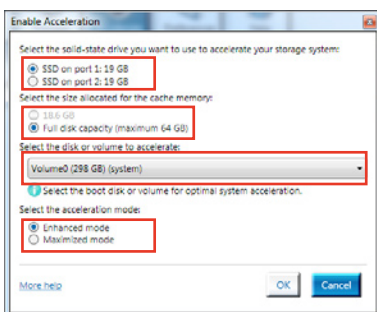 Enable Acceleration
Select the solid-state drive you want to use to accelerate your storage system:
SSD on port 1: 19 GB
SSD on port 2: 19 GB
Select the size allocated for the cache memory:
18.6 GB
Full disk capacity (maximum 64 GB)
Select the disk or volume to accelerate:
Volume0 (298 GB) (system)
Select the boot disk or volume for optimal system acceleration.
Select the acceleration mode:
Enhanced mode
Maximized mode
More help
OK
Cancel